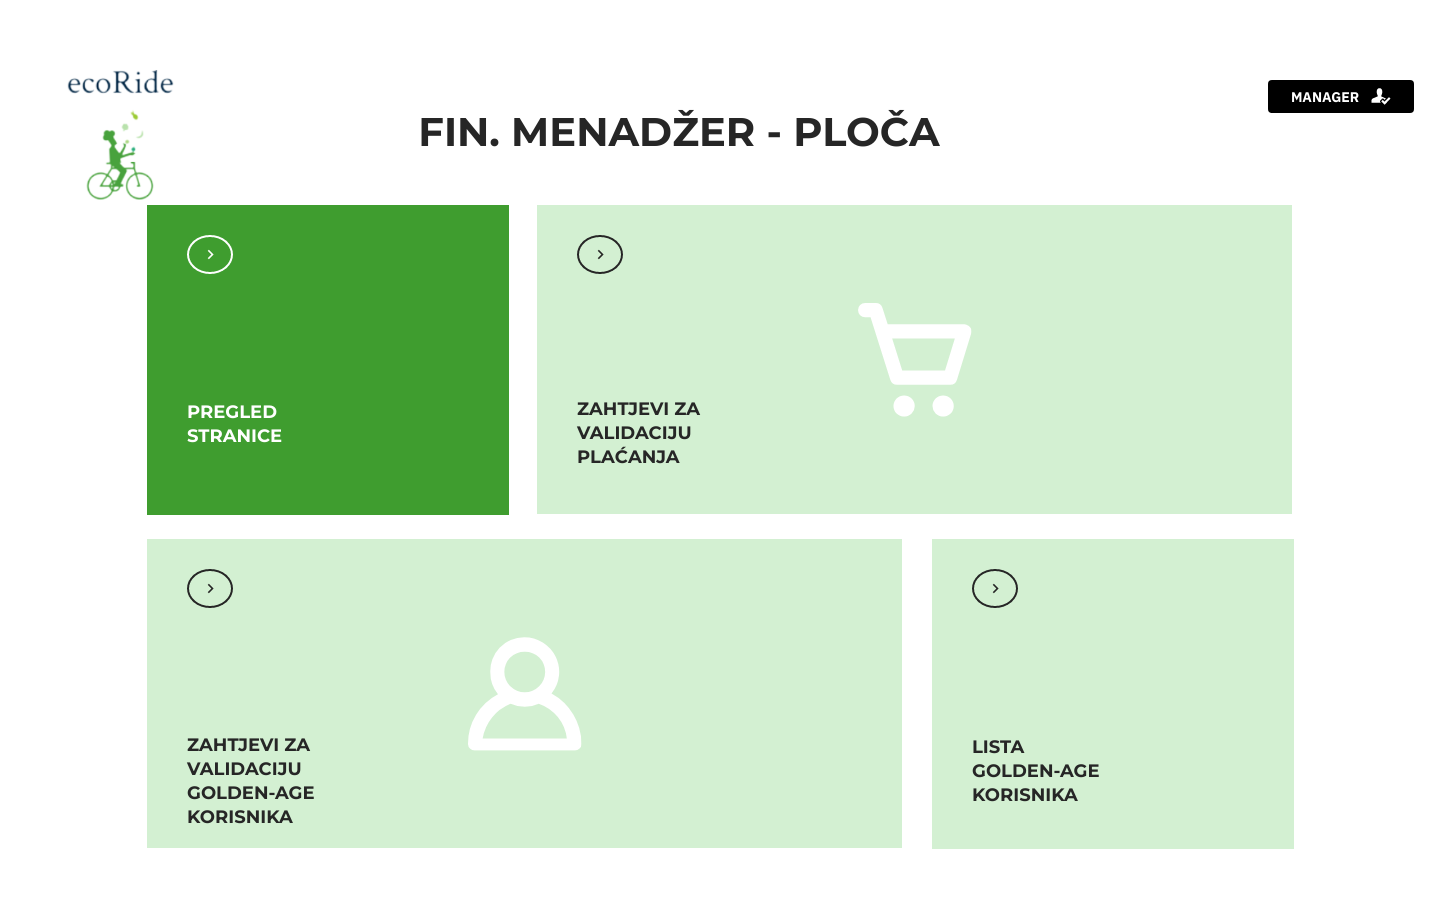 ecoRide
MANAGER
FIN. MENADŽER - PLOČA
PREGLED
STRANICE
ZAHTJEVI ZA
VALIDACIJU
PLAĆANJA
ZAHTJEVI ZA
VALIDACIJU
GOLDEN-AGE
KORISNIKA
LISTA
GOLDEN-AGE
KORISNIKA